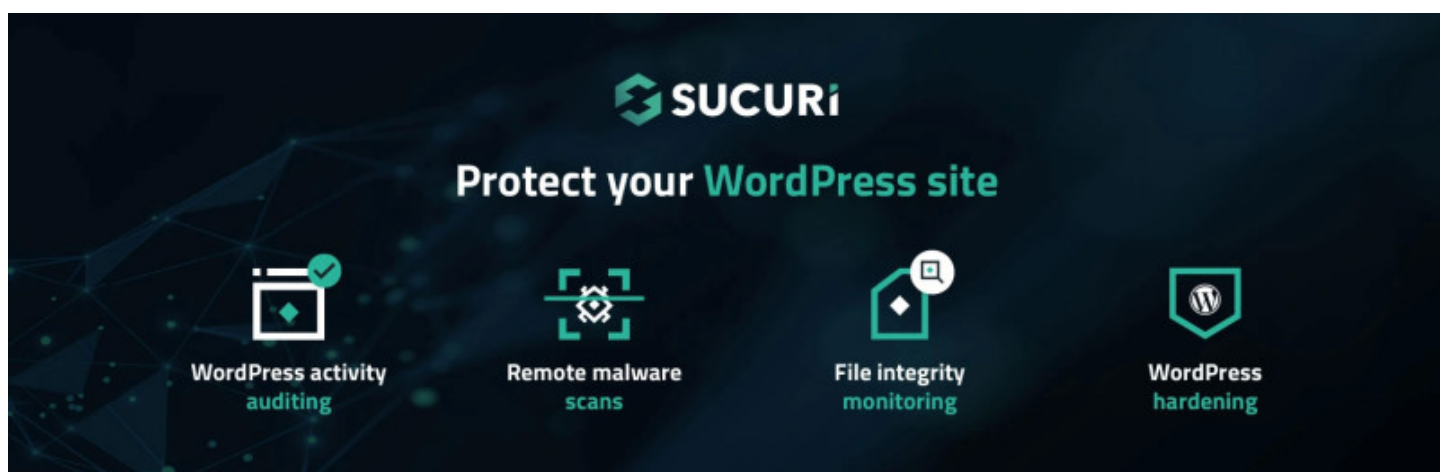 SUCURi
Protect your WordPress site
WordPress activity
auditing
Remote malware
scans
File integrity
monitoring
WordPress
hardening